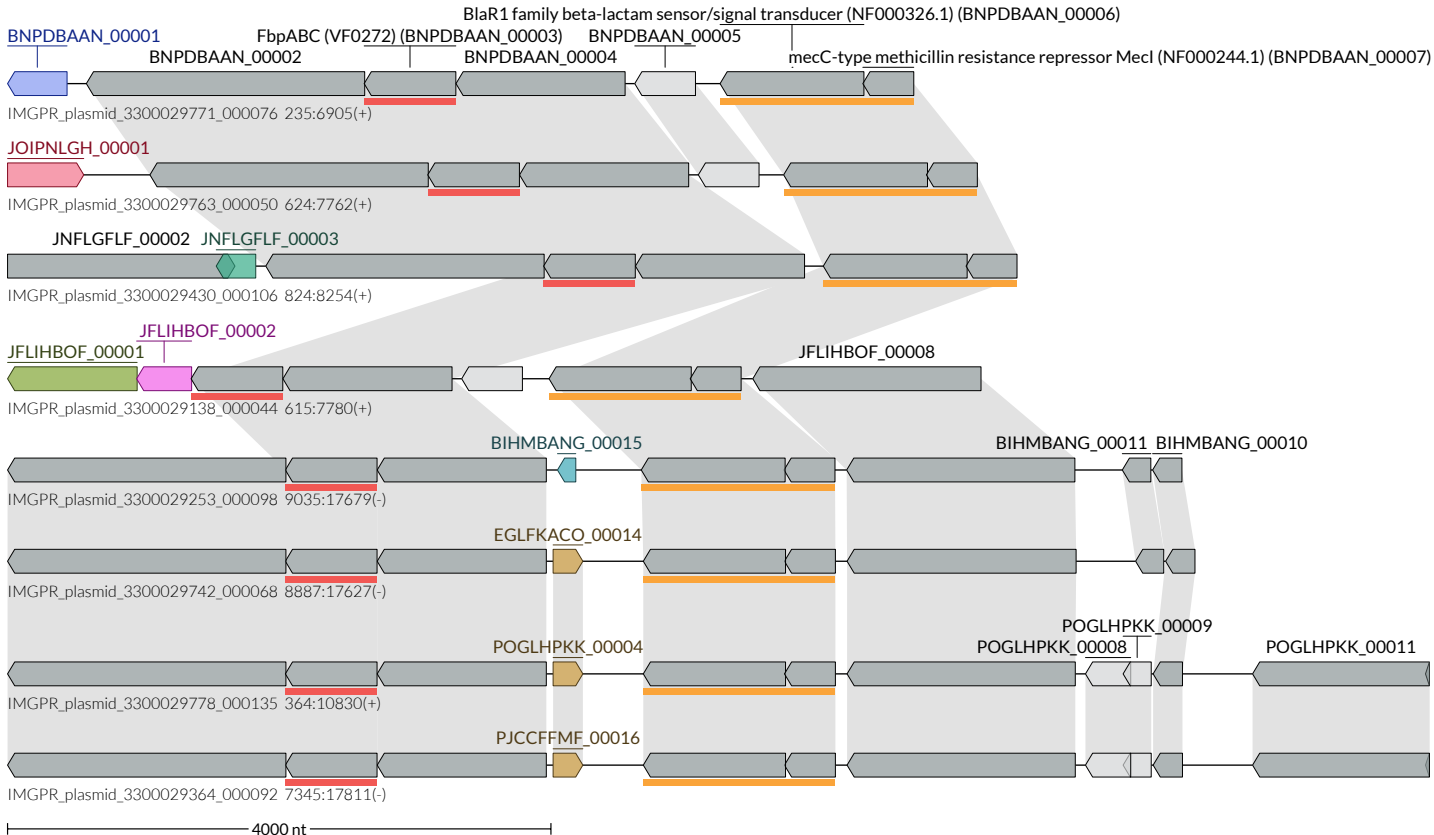 BlaR1 family beta-lactam sensor/signal transducer (NF000326.1) (BNPDBAAN_00006)
BNPDBAAN_00001 FbpABC (VF0272) (BNPDBAAN_00003) BNPDBAAN_00005
BNPDBAAN_00002 BNPDBAAN_00004 mecC-type methicillin resistance repressor MecI (NF000244.1) (BNPDBAAN_00007)
IMGPR_plasmid_3300029771_000076 235:6905(+)
JOIPNLGH_00001
IMGPR_plasmid_3300029763_000050 624:7762(+)
JNFLGFLF_00002 JNFLGFLF_00003
IMGPR_plasmid_3300029430_000106 824:8254(+)
JFLIHBOF_00002
JFLIHBOF_00001 JFLIHBOF_00008
IMGPR_plasmid_3300029138_000044 615:7780(+)
BIHMBANG_00015 BIHMBANG_00011 BIHMBANG_00010
IMGPR_plasmid_3300029253_000098 9035:17679(-)
EGLFKACO_00014
IMGPR_plasmid_3300029742_000068 8887:17627(-)
POGLHPKK_00009
POGLHPKK_00004 POGLHPKK_00008 POGLHPKK_00011
IMGPR_plasmid_3300029778_000135 364:10830(+)
PJCCFFMF_00016
IMGPR_plasmid_3300029364_000092 7345:17811(-)
4000 nt